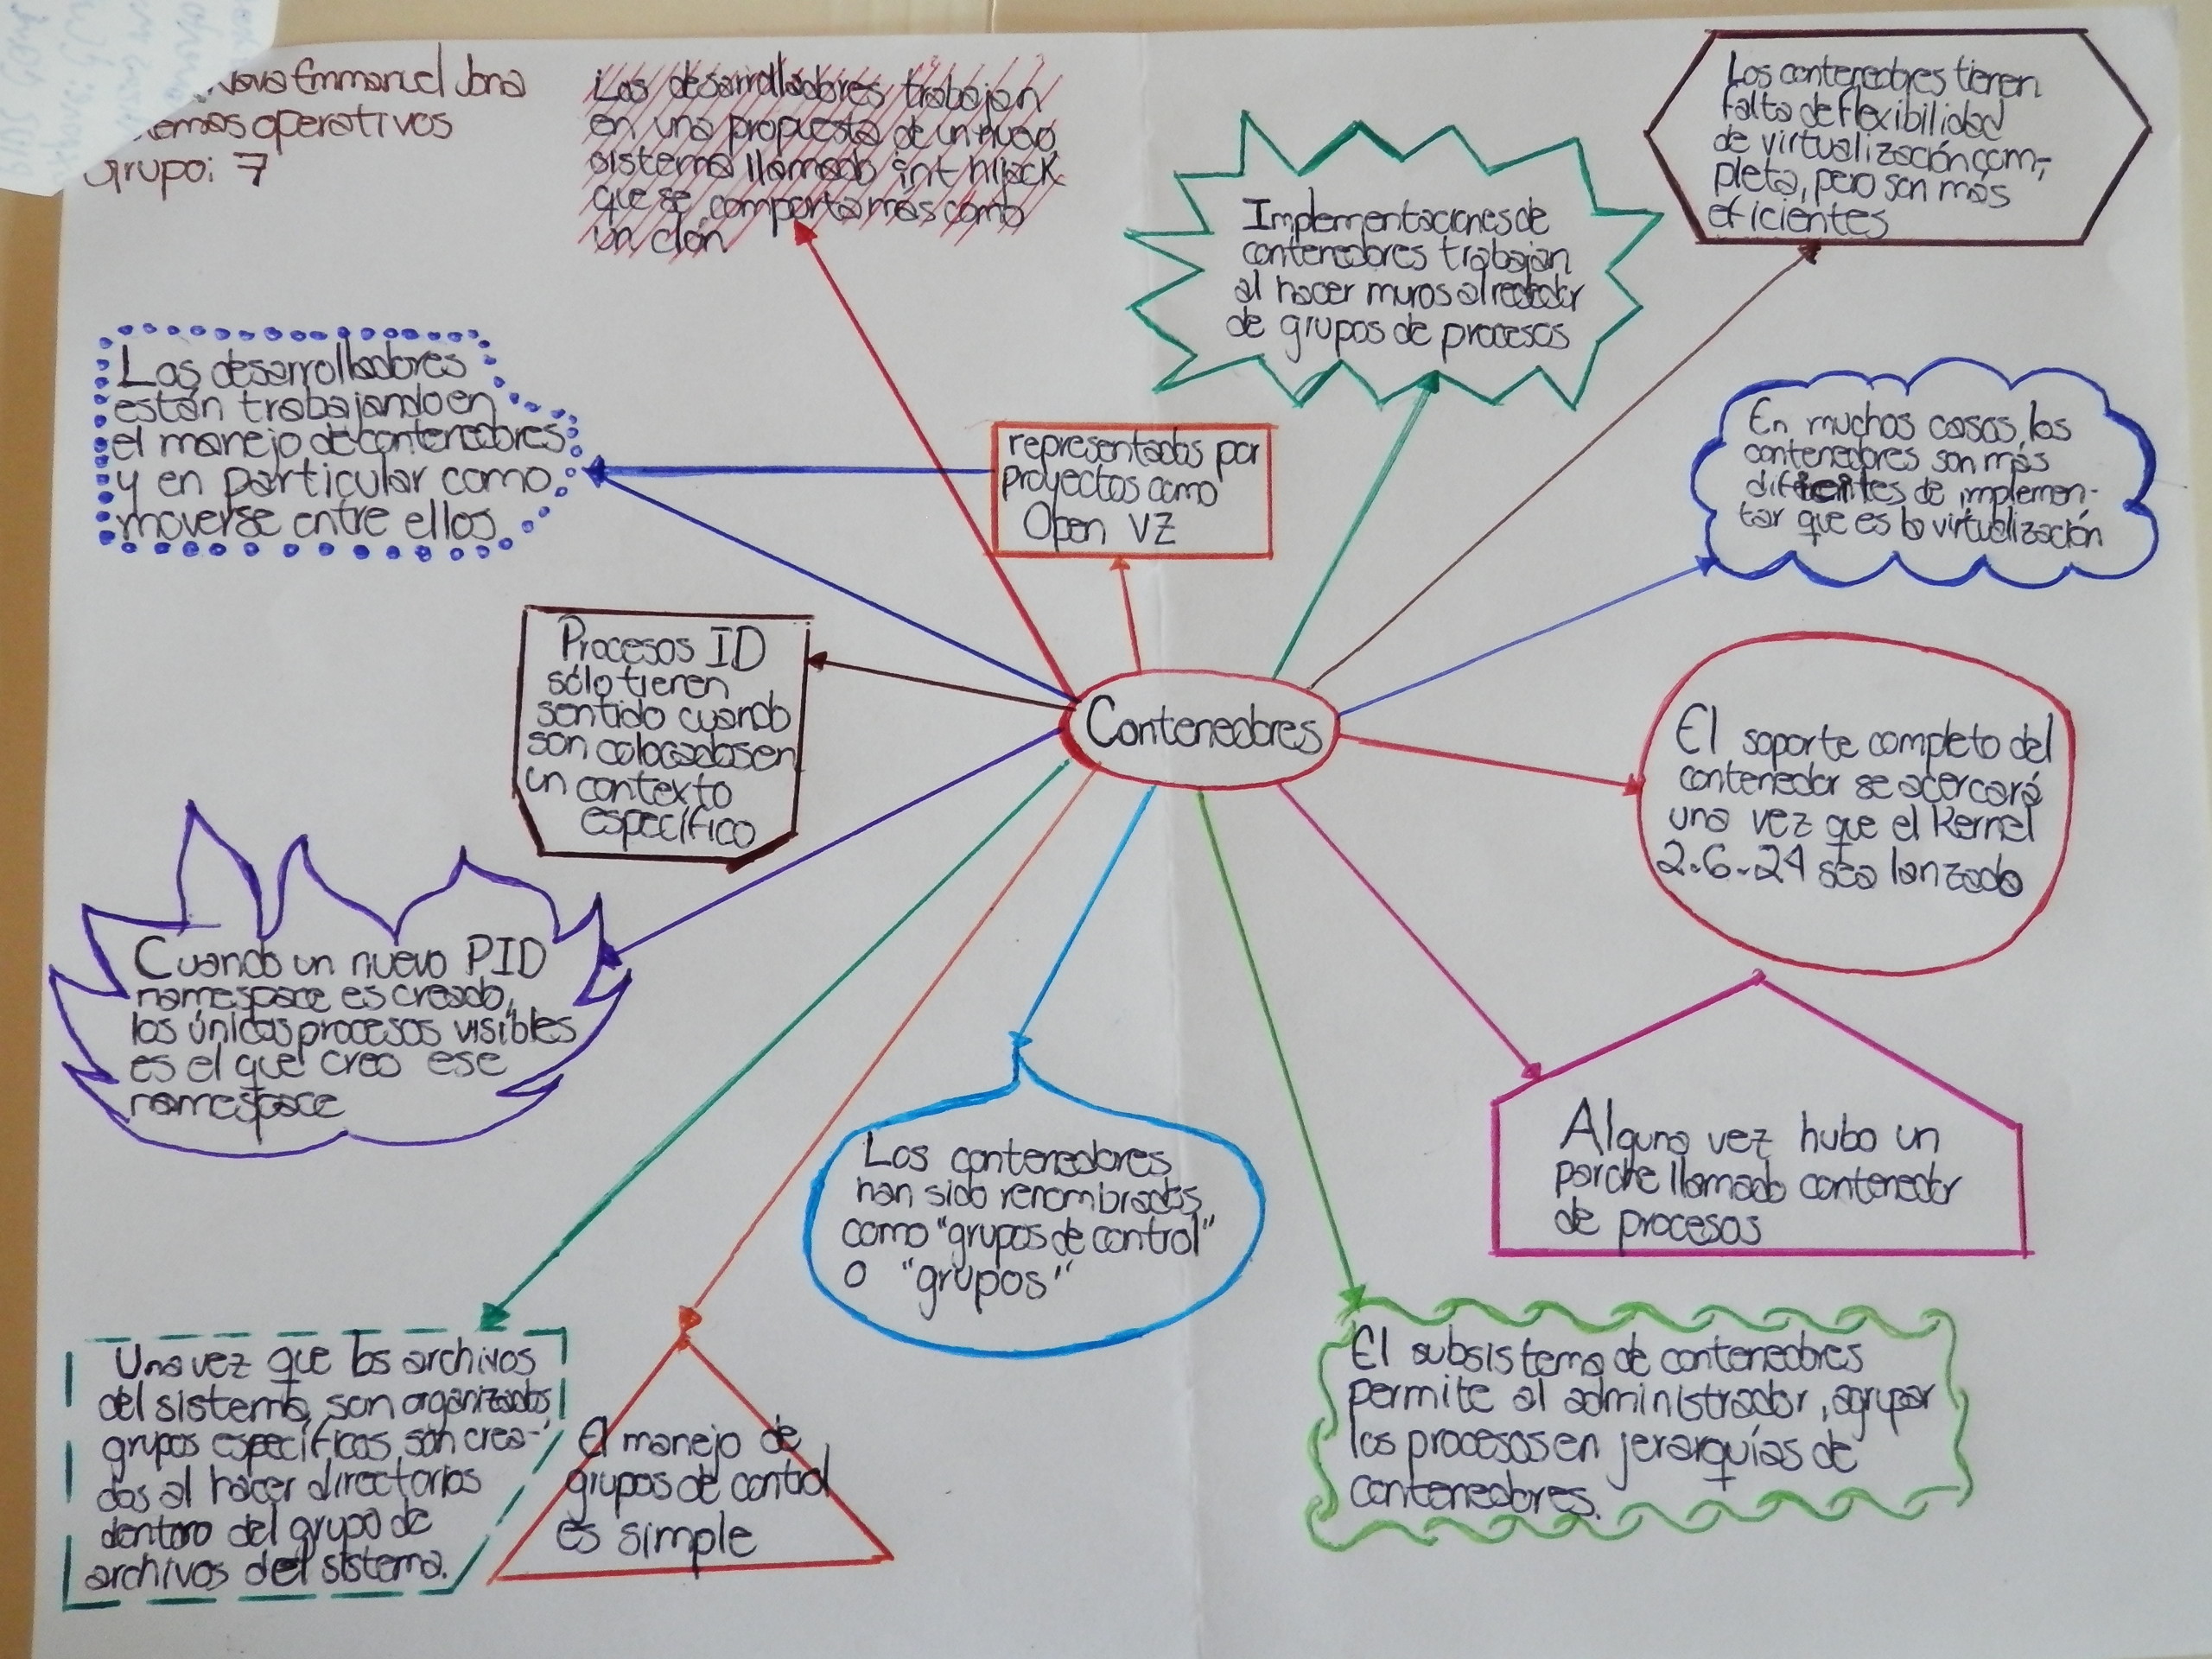 Nava Emmanuel Jona
temas operativos
Grupo: 7
Los desarrolladores trabajan
en una propuesta de un nuevo
sistema llamado int hijack
que se comporta más como
un clón
Implementaciones de
contenedores trabajan
al hacer muros alrededor
de grupos de procesos
Los contenedores tienen
falta de flexibilidad
de virtualización com-
pleta, pero son más
eficientes
Los desarrolladores
están trabajando en
el manejo de contenedores
y en particular como
moverse entre ellos
representados por
proyectos como
Open VZ
En muchos casos, los
contenedores son más
de implemen-
tar que es la virtualización
Procesos ID
sólo tienen
sentido cuando
son colocados en
un contexto
específico
Contenedores
El soporte completo del
contenedor se acercará
una vez que el Kernel
2.6.24 sea lanzado
Cuando un nuevo PID
namespace es creado,
los únicos procesos visibles
es el que creo ese
namespace
Los contenedores
han sido renombrados
como "grupos de control"
o "grupos"
Alguna vez hubo un
parche llamado contenedor
de procesos
Una vez que los archivos
del sistema, son organizados
grupos específicos son crea-
dos al hacer directorios
dentro del grupo de
archivos del sistema.
El manejo de
grupos de control
es simple
El subsistema de contenedores
permite al administrador, agrupar
los procesos en jerarquías de
contenedores.